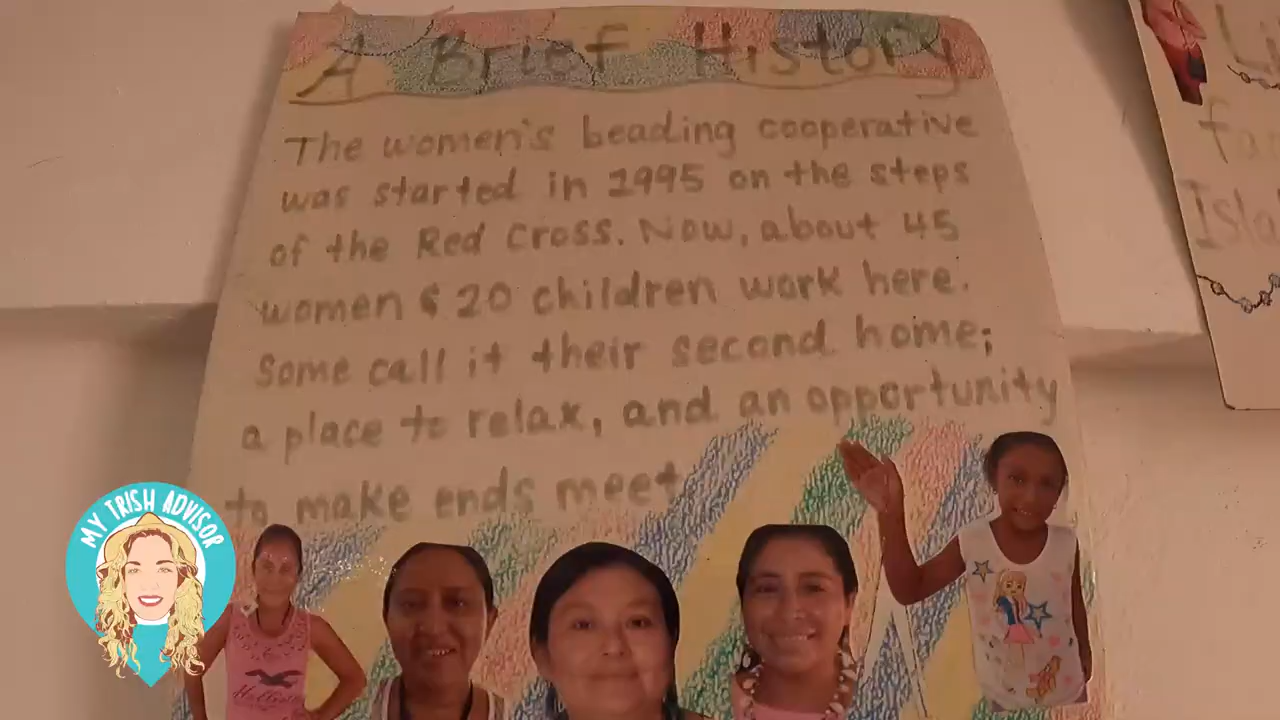 A Brief History
The women's beading cooperative
was started in 1995 on the steps
of the Red Cross. Now, about 45
women & 20 children work here.
Some call it their second home;
a place to relax, and an opportunity
to make ends meet
Isla
MY TRISH ADVISOR
Hollister